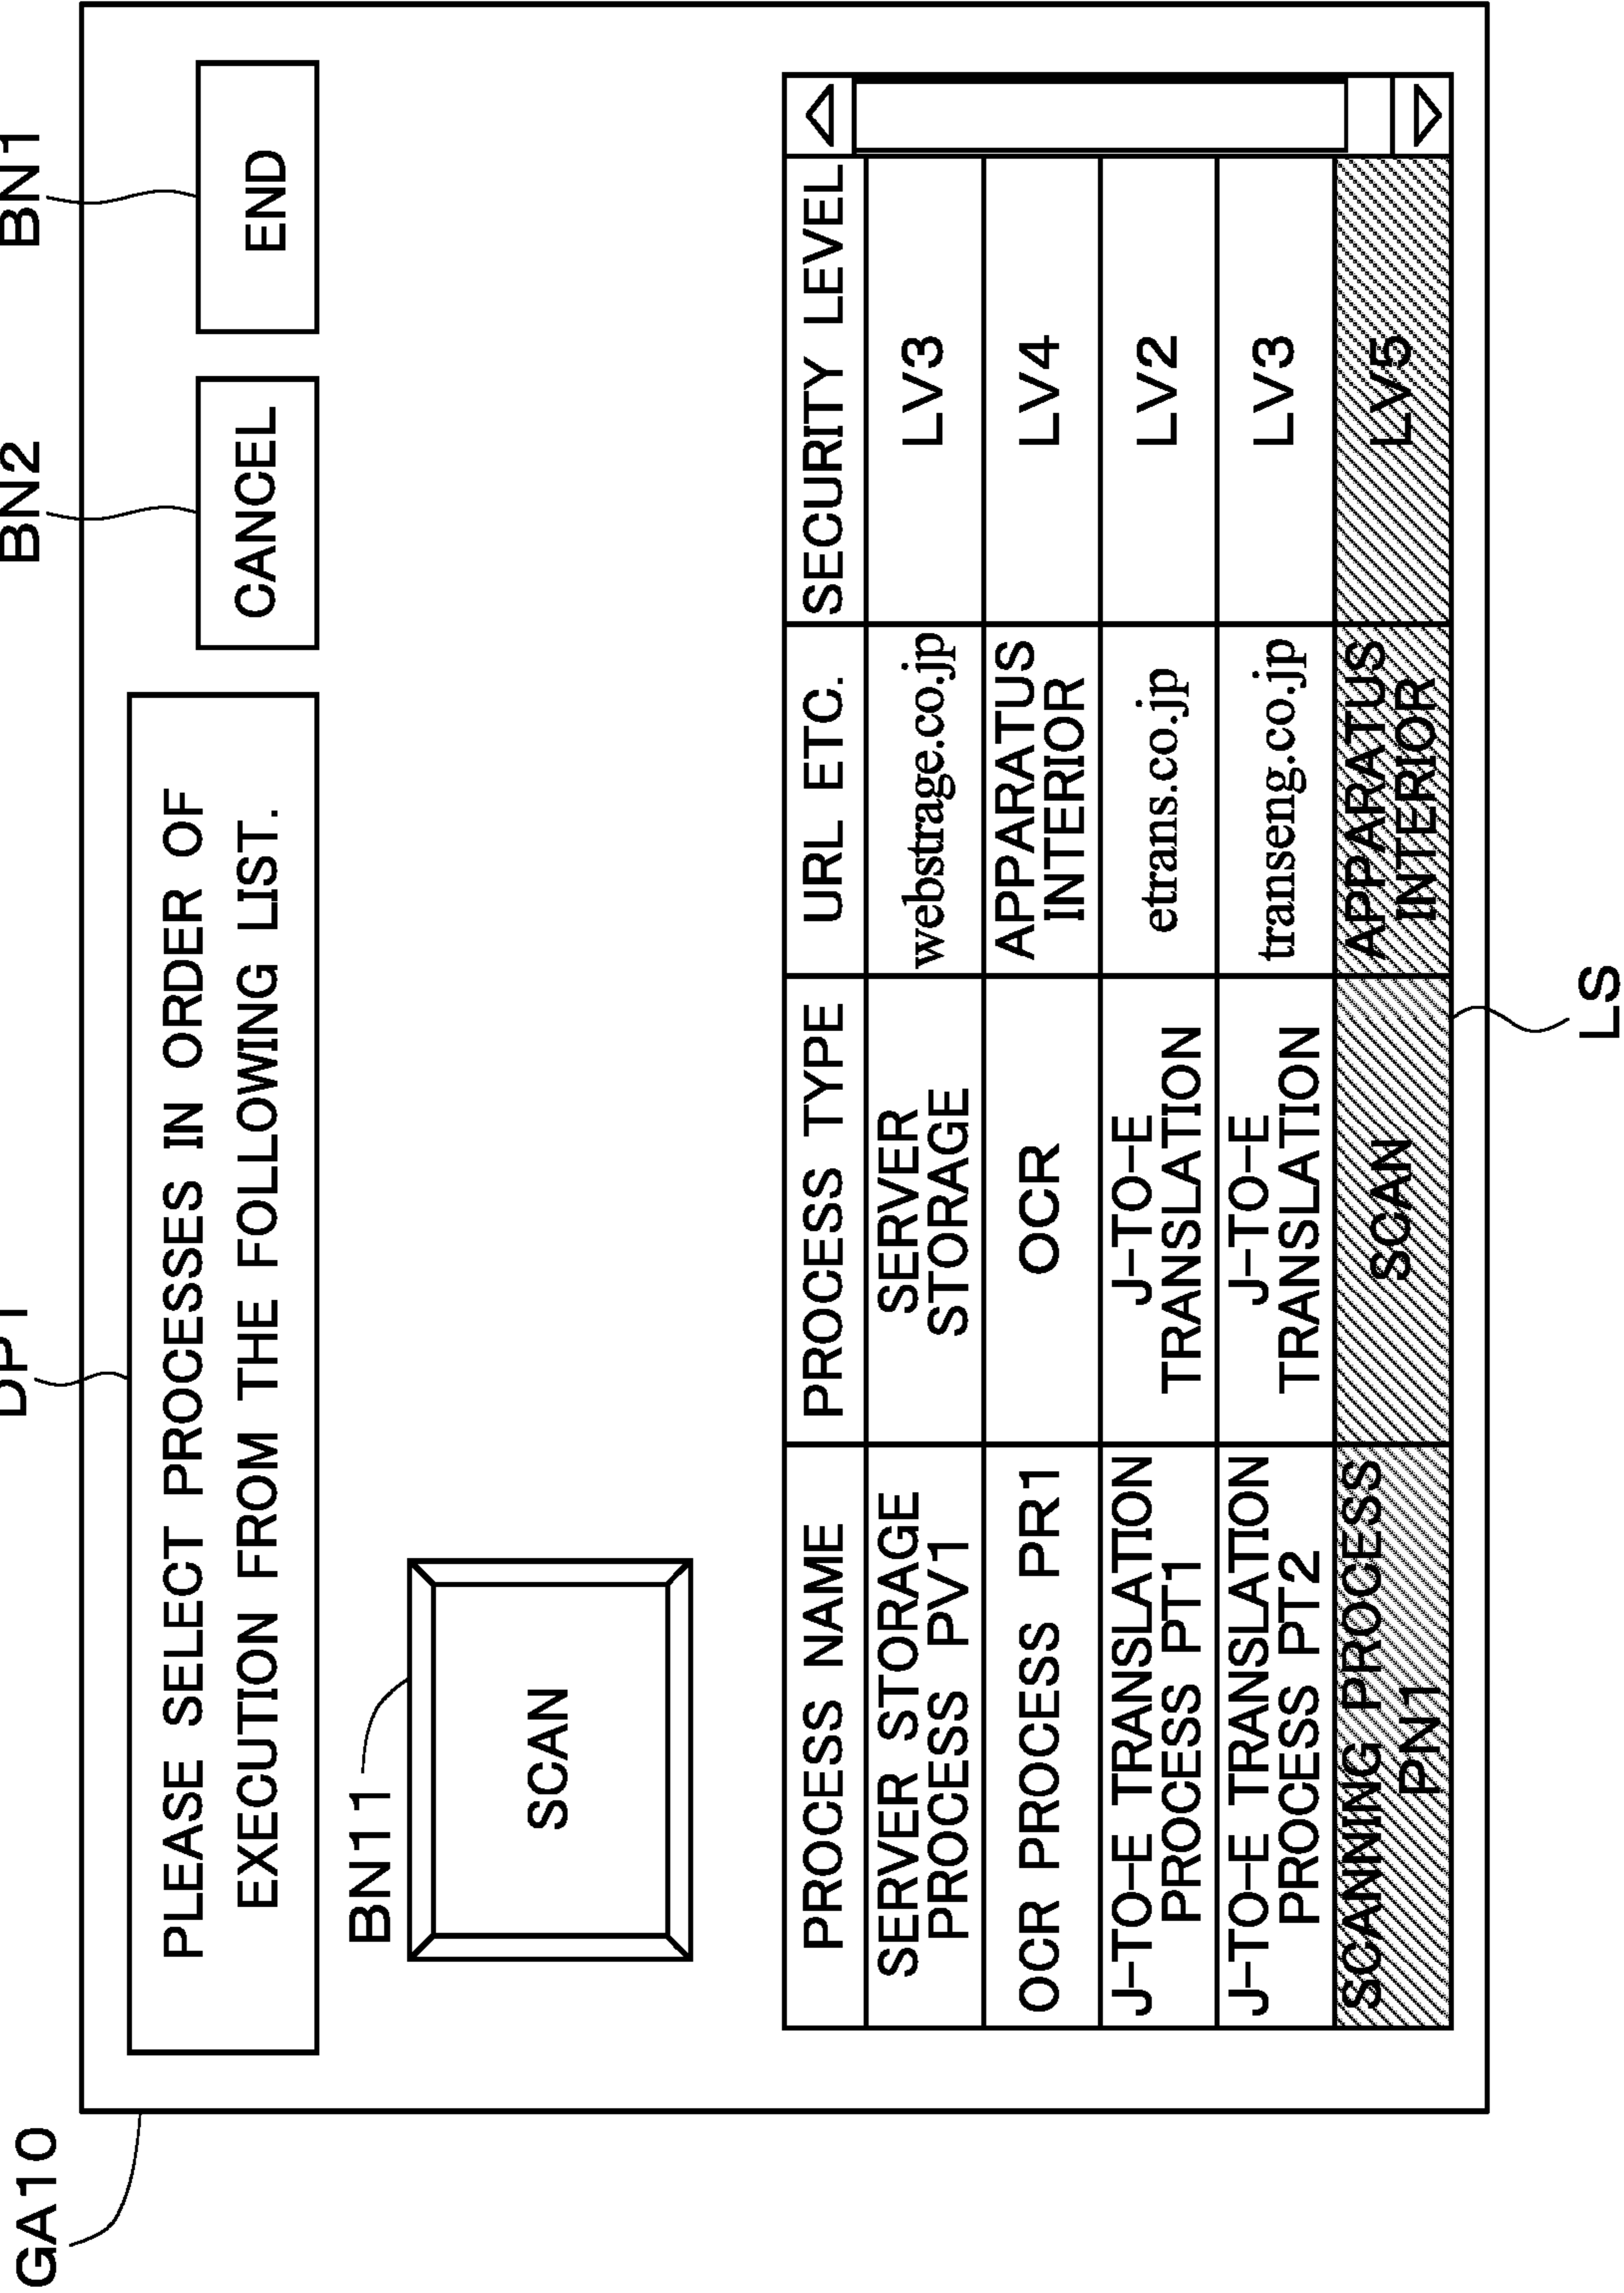 GA10
DP1
BN2
BN1
PLEASE SELECT PROCESSES IN ORDER OF
EXECUTION FROM THE FOLLOWING LIST.
CANCEL
END
BN11
SCAN
PROCESS NAME PROCESS TYPE URL ETC. SECURITY LEVEL
SERVER STORAGE
PROCESS PV1
SERVER
STORAGE
webstrage.co.jp
LV3
OCR PROCESS PR1
OCR
APPARATUS
INTERIOR
LV4
J-TO-E TRANSLATION
PROCESS PT1
J-TO-E
TRANSLATION
etrans.co.jp
LV2
J-TO-E TRANSLATION
PROCESS PT2
J-TO-E
TRANSLATION
transeng.co.jp
LV3
SCANNING PROCESS
PN1
SCAN
APPARATUS
INTERIOR
LV5
LS